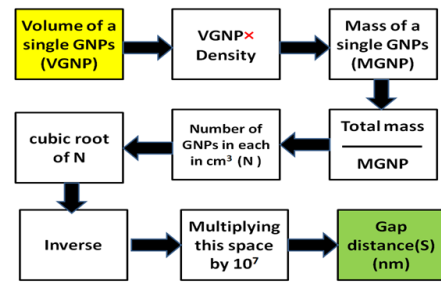 Volume of a
single GNPs
(VGNP)
VGNP×
Density
Mass of a
single GNPs
(MGNP)
cubic root
of N
Number of
GNPs in each
in cm³ (N)
Total mass
MGNP
Inverse
Multiplying
this space
by 10⁷
Gap
distance(S)
(nm)